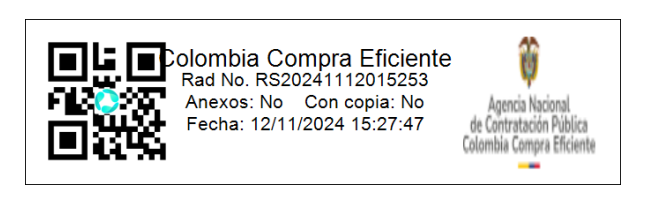 Colombia Compra Eficiente
Rad No. RS20241112015253
Anexos: No Con copia: No
Fecha: 12/11/2024 15:27:47
Agencia Nacional
de Contratación Pública
Colombia Compra Eficiente